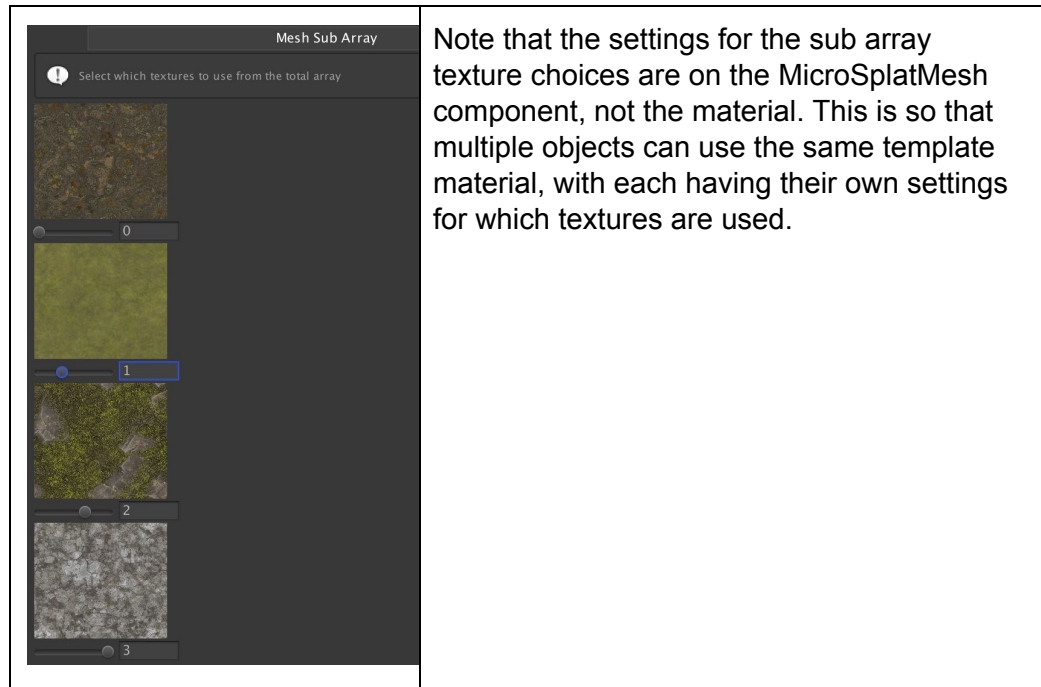 Mesh Sub Array
Select which textures to use from the total array
0
1
2
3
Note that the settings for the sub array
texture choices are on the MicroSplatMesh
component, not the material. This is so that
multiple objects can use the same template
material, with each having their own settings
for which textures are used.